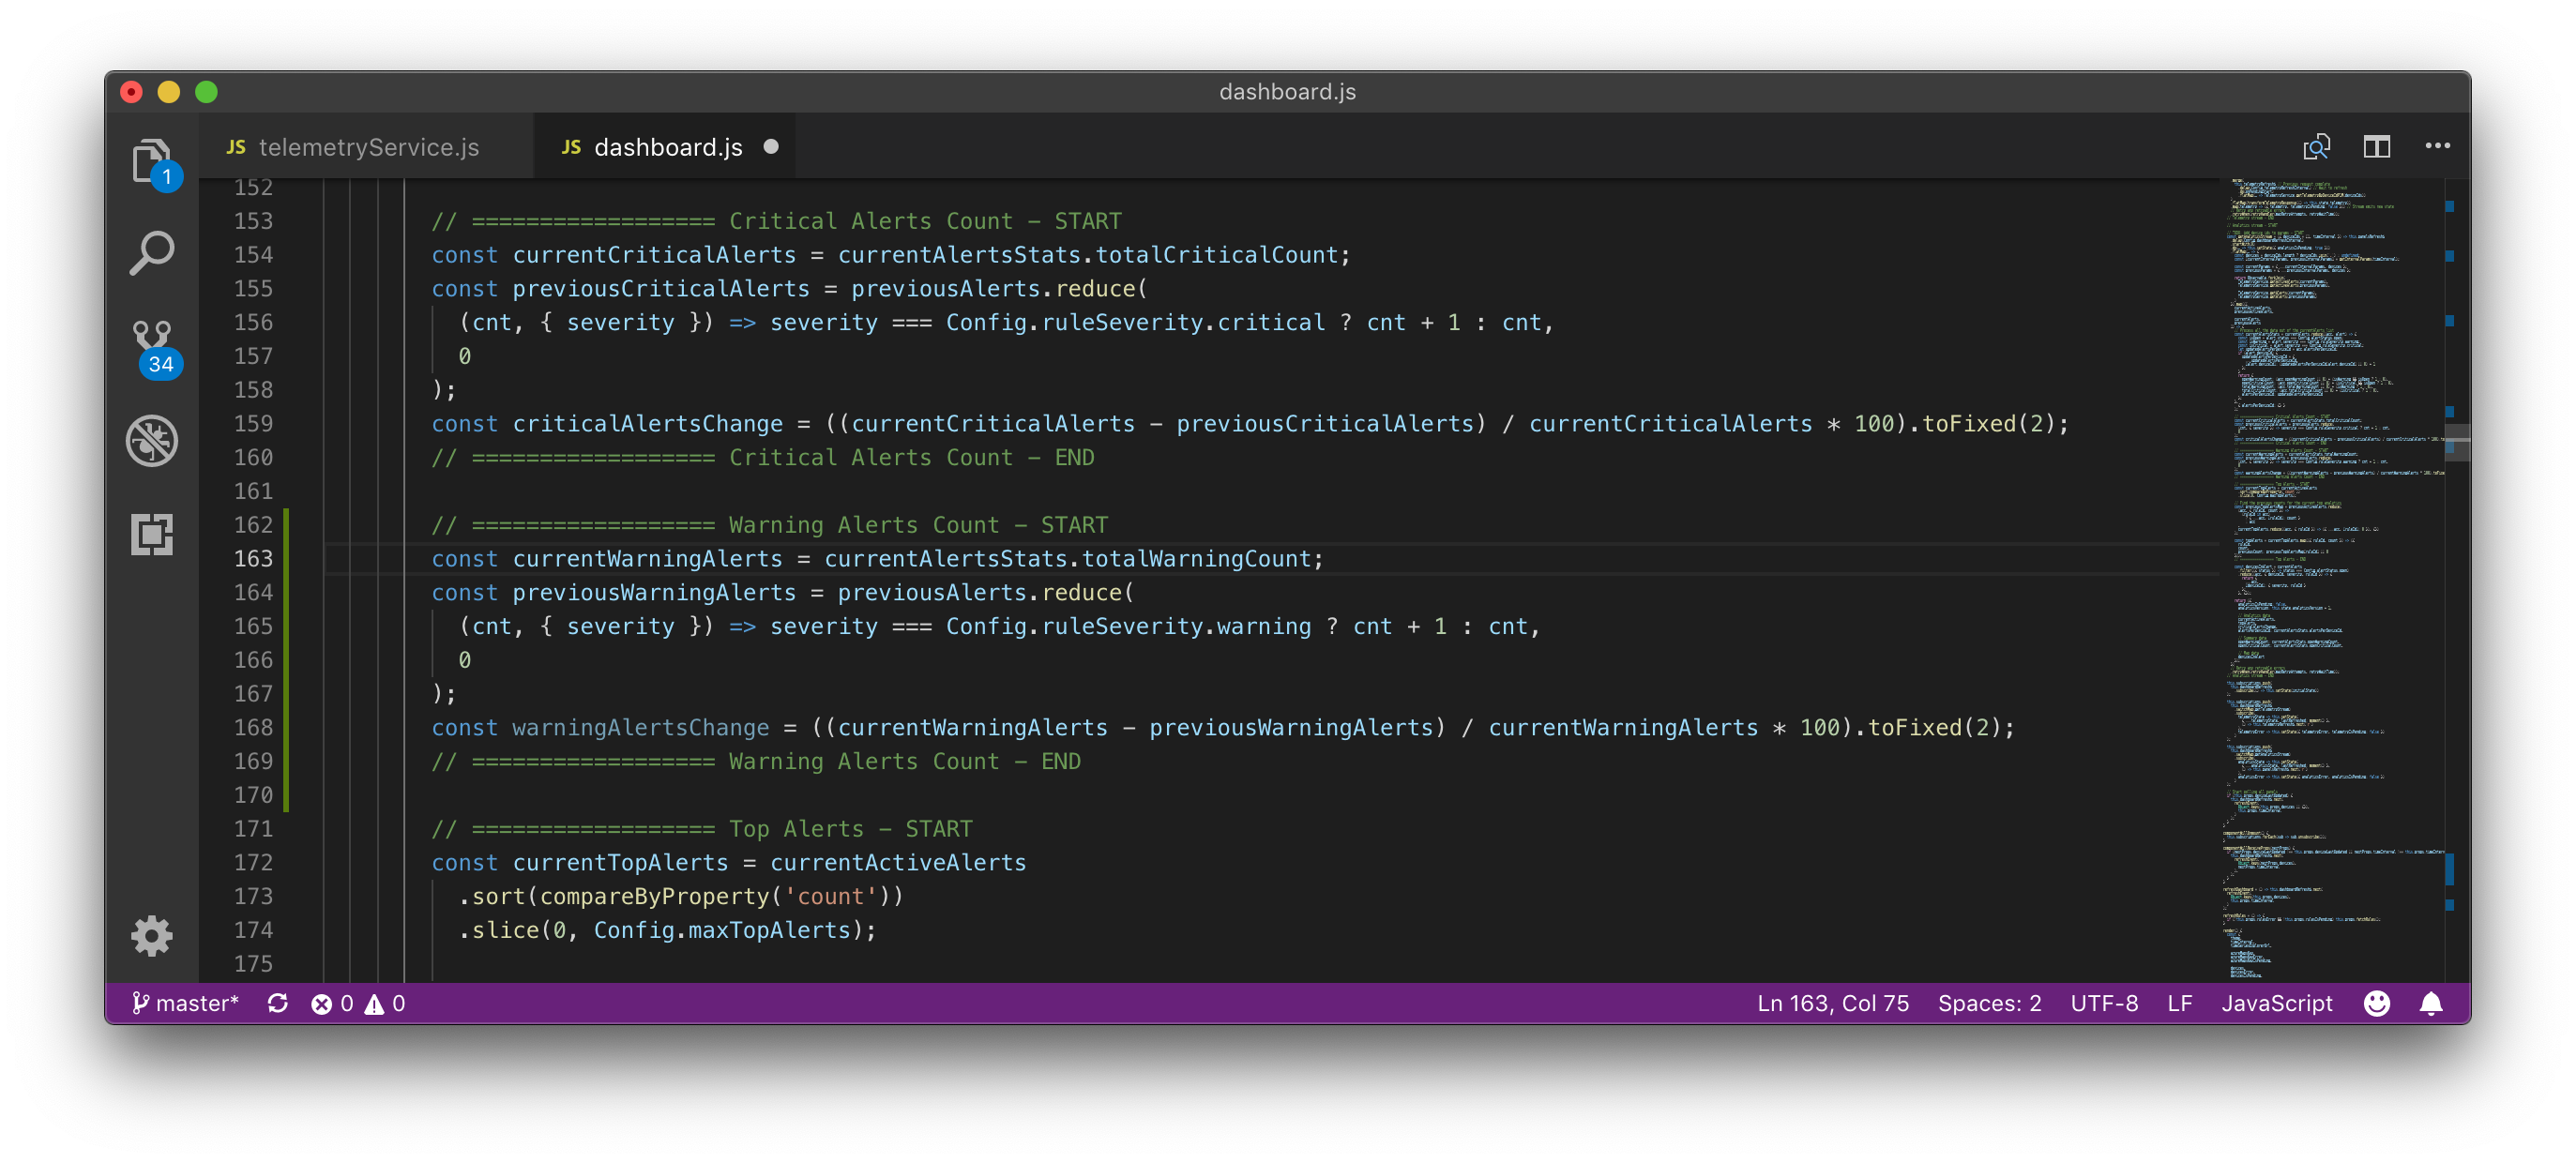 dashboard.js
JS telemetryService.js JS dashboard.js
1
34
152
153 // ================== Critical Alerts Count - START
154 const currentCriticalAlerts = currentAlertsStats.totalCriticalCount;
155 const previousCriticalAlerts = previousAlerts.reduce(
156 (cnt, { severity }) => severity === Config.ruleSeverity.critical ? cnt + 1 : cnt,
157 0
158 );
159 const criticalAlertsChange = ((currentCriticalAlerts - previousCriticalAlerts) / currentCriticalAlerts * 100).toFixed(2);
160 // ================== Critical Alerts Count - END
161
162 // ================== Warning Alerts Count - START
163 const currentWarningAlerts = currentAlertsStats.totalWarningCount;
164 const previousWarningAlerts = previousAlerts.reduce(
165 (cnt, { severity }) => severity === Config.ruleSeverity.warning ? cnt + 1 : cnt,
166 0
167 );
168 const warningAlertsChange = ((currentWarningAlerts - previousWarningAlerts) / currentWarningAlerts * 100).toFixed(2);
169 // ================== Warning Alerts Count - END
170
171 // ================== Top Alerts - START
172 const currentTopAlerts = currentActiveAlerts
173 .sort(compareByProperty('count'))
174 .slice(0, Config.maxTopAlerts);
175
master* 0 0 Ln 163, Col 75 Spaces: 2 UTF-8 LF JavaScript